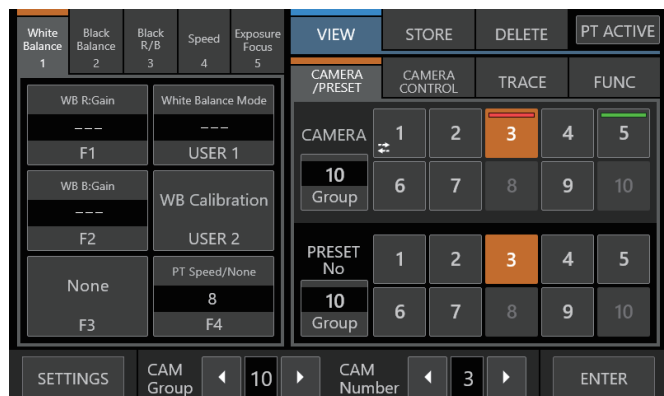 White Balance 1
Black Balance 2
Black R/B 3
Speed 4
Exposure Focus 5
VIEW
STORE
DELETE
PT ACTIVE
CAMERA /PRESET
CAMERA CONTROL
TRACE
FUNC
WB R:Gain
---
F1
White Balance Mode
---
USER 1
WB B:Gain
---
F2
WB Calibration
USER 2
None
F3
PT Speed/None
8
F4
CAMERA
10
Group
1 2 3 4 5
6 7 8 9 10
PRESET
No
10
Group
1 2 3 4 5
6 7 8 9 10
SETTINGS
CAM
Group
10
CAM
Number
3
ENTER